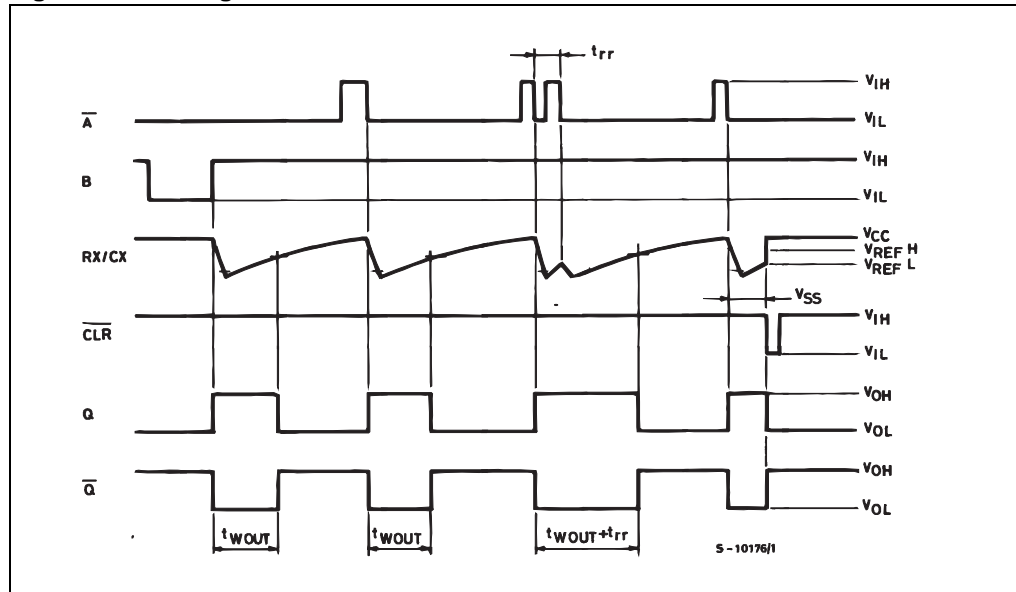 trr
A
VIH
VIL
B
VIH
VIL
RX/CX
VCC
VREF H
VREF L
VSS
CLR
VIH
VIL
Q
VOH
VOL
Q
VOH
VOL
tWOUT
tWOUT
tWOUT+trr
S-10176/1